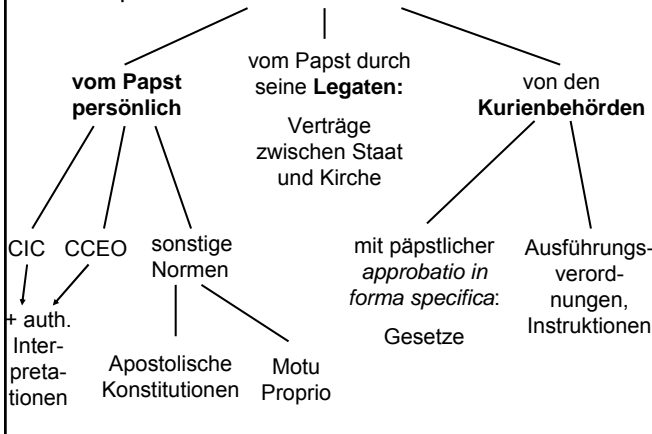 vom Papst
persönlich
vom Papst durch
seine Legaten:
Verträge
zwischen Staat
und Kirche
von den
Kurienbehörden
CIC
CCEO
sonstige
Normen
+ auth.
Inter-
preta-
tionen
Apostolische
Konstitutionen
Motu
Proprio
mit päpstlicher
approbatio in
forma specifica:
Gesetze
Ausführungs-
verord-
nungen,
Instruktionen